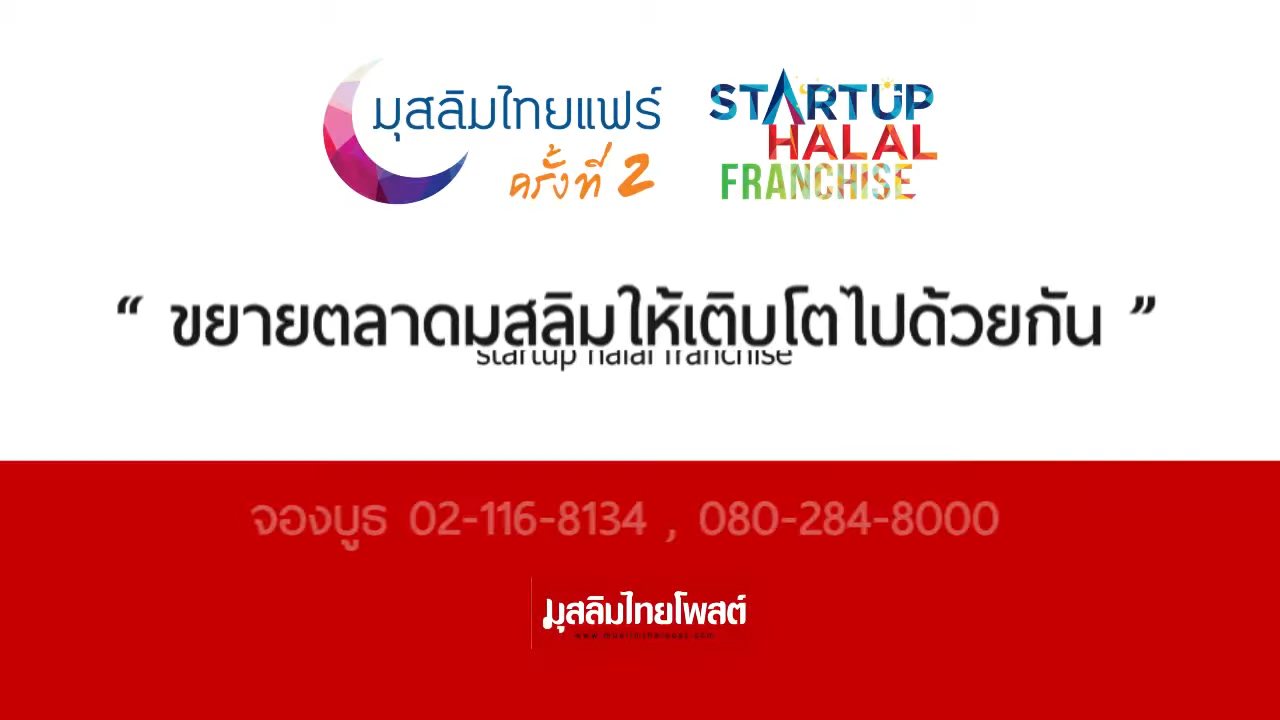 มุสลิมไทยแฟร์
ครั้งที่ 2
STARTUP
HALAL
FRANCHISE
“ ขยายตลาดมุสลิมให้เติบโตไปด้วยกัน ”
startup halal franchise
จองบูธ 02-116-8134 , 080-284-8000
มุสลิมไทยโพสต์